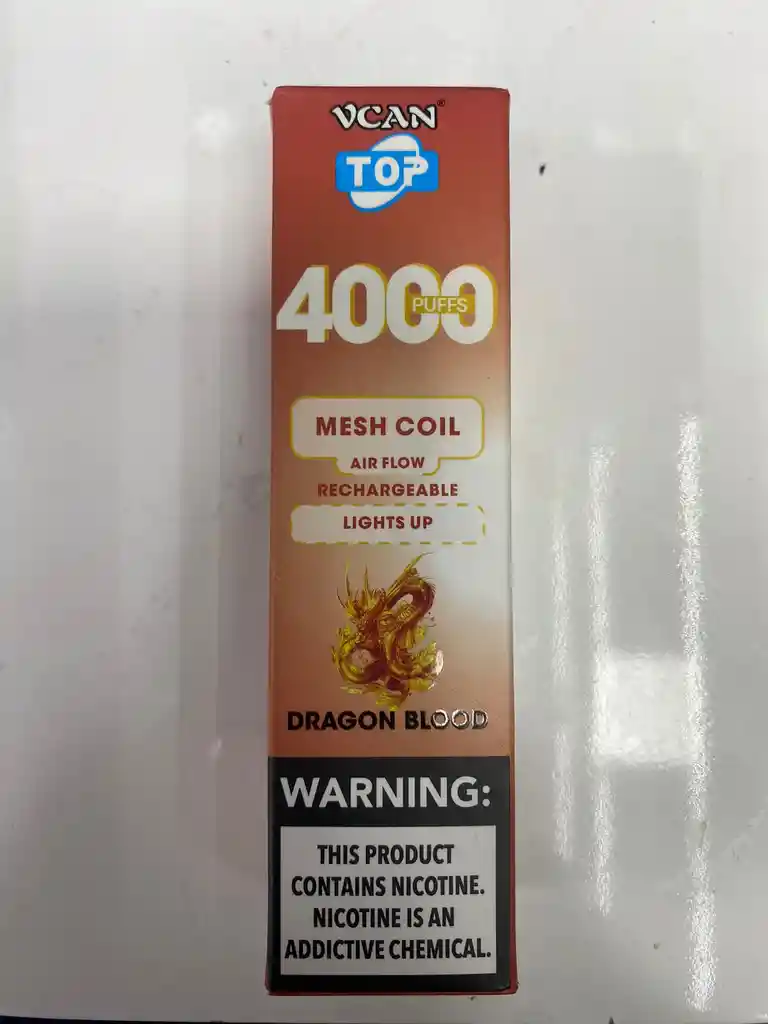 VCAN®
TOP
4000
PUFFS
MESH COIL
AIR FLOW
RECHARGEABLE
LIGHTS UP
DRAGON BLOOD
WARNING:
THIS PRODUCT
CONTAINS NICOTINE.
NICOTINE IS AN
ADDICTIVE CHEMICAL.